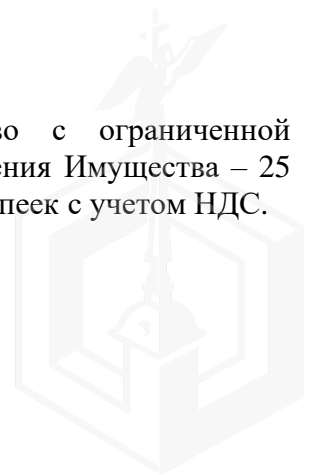 во с ограниченной
ения Имущества – 25
пеек с учетом НДС.